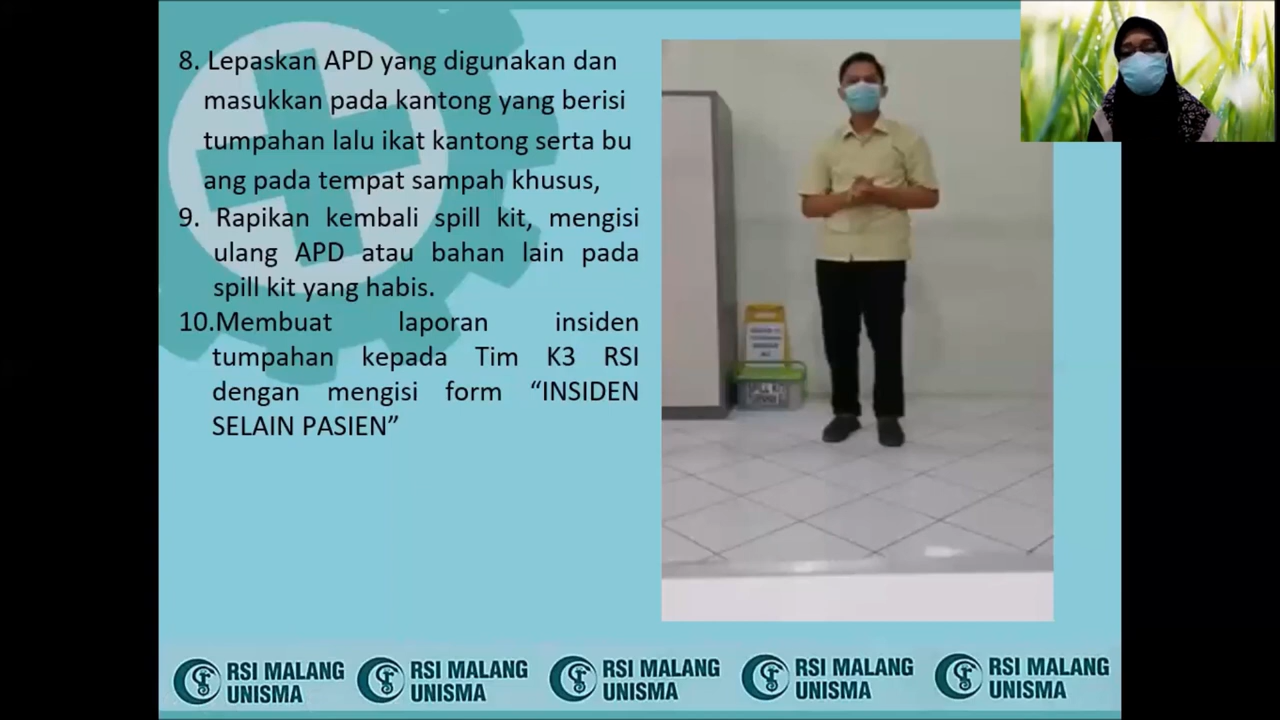 8. Lepaskan APD yang digunakan dan
masukkan pada kantong yang berisi
tumpahan lalu ikat kantong serta bu
ang pada tempat sampah khusus,
9. Rapikan kembali spill kit, mengisi
ulang APD atau bahan lain pada
spill kit yang habis.
10.Membuat laporan insiden
tumpahan kepada Tim K3 RSI
dengan mengisi form “INSIDEN
SELAIN PASIEN”
RSI MALANG
UNISMA
RSI MALANG
UNISMA
RSI MALANG
UNISMA
RSI MALANG
UNISMA
RSI MALANG
UNISMA